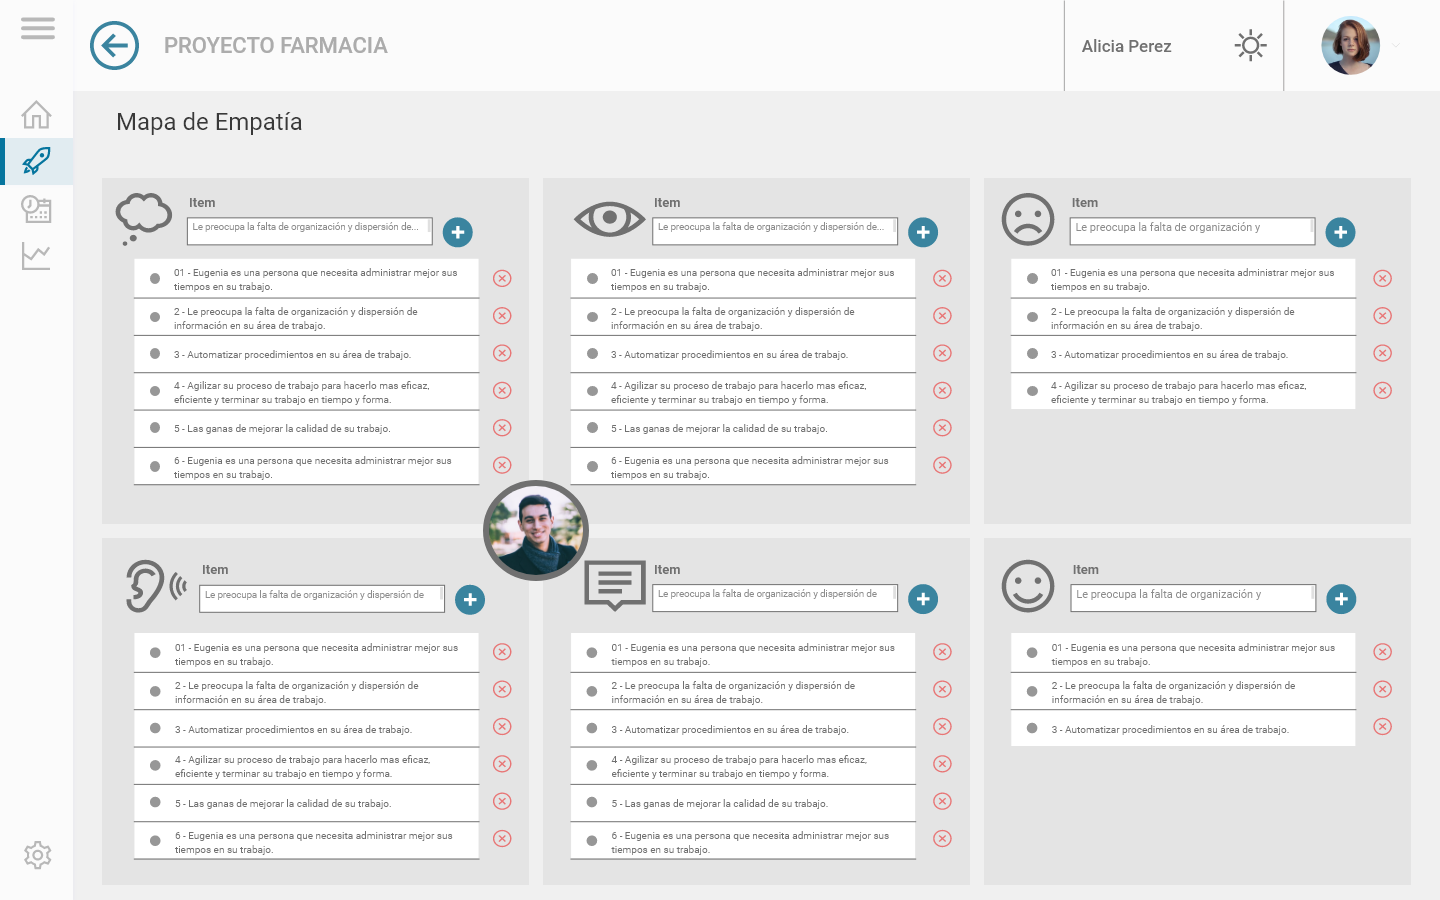 PROYECTO FARMACIA
Alicia Perez
Mapa de Empatía
Item
Le preocupa la falta de organización y dispersión de...
01 - Eugenia es una persona que necesita administrar mejor sus
tiempos en su trabajo.
2 - Le preocupa la falta de organización y dispersión de
información en su área de trabajo.
3 - Automatizar procedimientos en su área de trabajo.
4 - Agilizar su proceso de trabajo para hacerlo mas eficaz,
eficiente y terminar su trabajo en tiempo y forma.
5 - Las ganas de mejorar la calidad de su trabajo.
6 - Eugenia es una persona que necesita administrar mejor sus
tiempos en su trabajo.
Item
Le preocupa la falta de organización y dispersión de...
01 - Eugenia es una persona que necesita administrar mejor sus
tiempos en su trabajo.
2 - Le preocupa la falta de organización y dispersión de
información en su área de trabajo.
3 - Automatizar procedimientos en su área de trabajo.
4 - Agilizar su proceso de trabajo para hacerlo mas eficaz,
eficiente y terminar su trabajo en tiempo y forma.
5 - Las ganas de mejorar la calidad de su trabajo.
6 - Eugenia es una persona que necesita administrar mejor sus
tiempos en su trabajo.
Item
Le preocupa la falta de organización y
01 - Eugenia es una persona que necesita administrar mejor sus
tiempos en su trabajo.
2 - Le preocupa la falta de organización y dispersión de
información en su área de trabajo.
3 - Automatizar procedimientos en su área de trabajo.
4 - Agilizar su proceso de trabajo para hacerlo mas eficaz,
eficiente y terminar su trabajo en tiempo y forma.
Item
Le preocupa la falta de organización y dispersión de
01 - Eugenia es una persona que necesita administrar mejor sus
tiempos en su trabajo.
2 - Le preocupa la falta de organización y dispersión de
información en su área de trabajo.
3 - Automatizar procedimientos en su área de trabajo.
4 - Agilizar su proceso de trabajo para hacerlo mas eficaz,
eficiente y terminar su trabajo en tiempo y forma.
5 - Las ganas de mejorar la calidad de su trabajo.
6 - Eugenia es una persona que necesita administrar mejor sus
tiempos en su trabajo.
Item
Le preocupa la falta de organización y dispersión de
01 - Eugenia es una persona que necesita administrar mejor sus
tiempos en su trabajo.
2 - Le preocupa la falta de organización y dispersión de
información en su área de trabajo.
3 - Automatizar procedimientos en su área de trabajo.
4 - Agilizar su proceso de trabajo para hacerlo mas eficaz,
eficiente y terminar su trabajo en tiempo y forma.
5 - Las ganas de mejorar la calidad de su trabajo.
6 - Eugenia es una persona que necesita administrar mejor sus
tiempos en su trabajo.
Item
Le preocupa la falta de organización y
01 - Eugenia es una persona que necesita administrar mejor sus
tiempos en su trabajo.
2 - Le preocupa la falta de organización y dispersión de
información en su área de trabajo.
3 - Automatizar procedimientos en su área de trabajo.